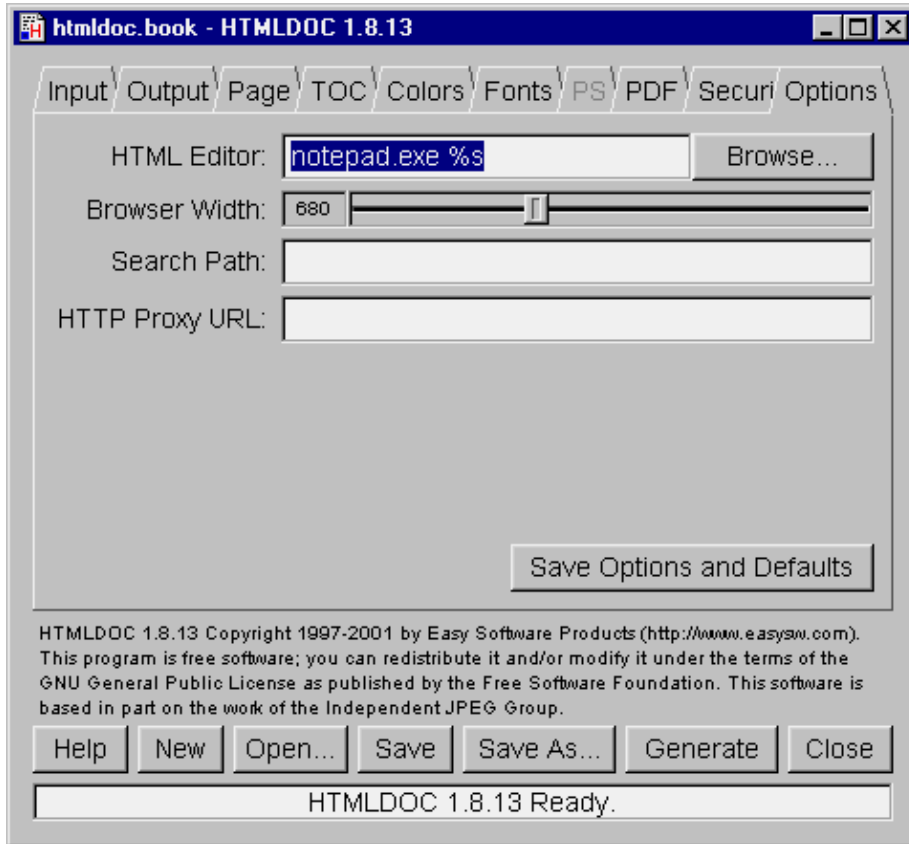 htmldoc.book - HTMLDOC 1.8.13
Input Output Page TOC Colors Fonts PS PDF Securi Options
HTML Editor: notepad.exe %s Browse...
Browser Width: 680
Search Path:
HTTP Proxy URL:
Save Options and Defaults
HTMLDOC 1.8.13 Copyright 1997-2001 by Easy Software Products (http://www.easysw.com).
This program is free software; you can redistribute it and/or modify it under the terms of the
GNU General Public License as published by the Free Software Foundation. This software is
based in part on the work of the Independent JPEG Group.
Help New Open... Save Save As... Generate Close
HTMLDOC 1.8.13 Ready.